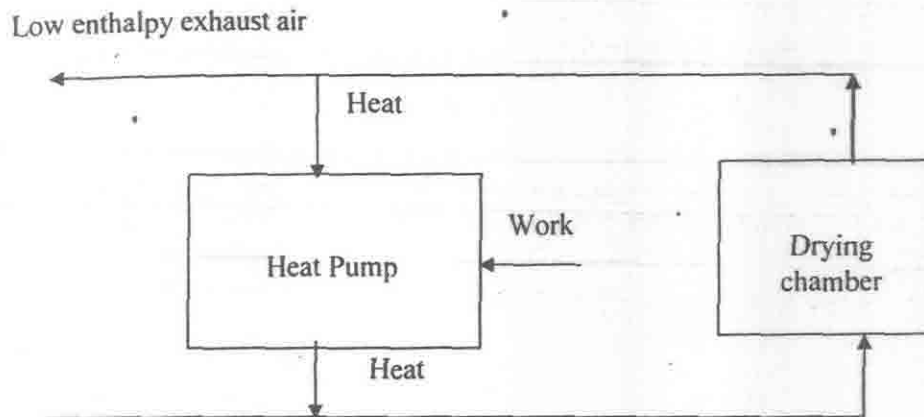 Low enthalpy exhaust air
Heat
Work
Heat Pump
Drying
chamber
Heat